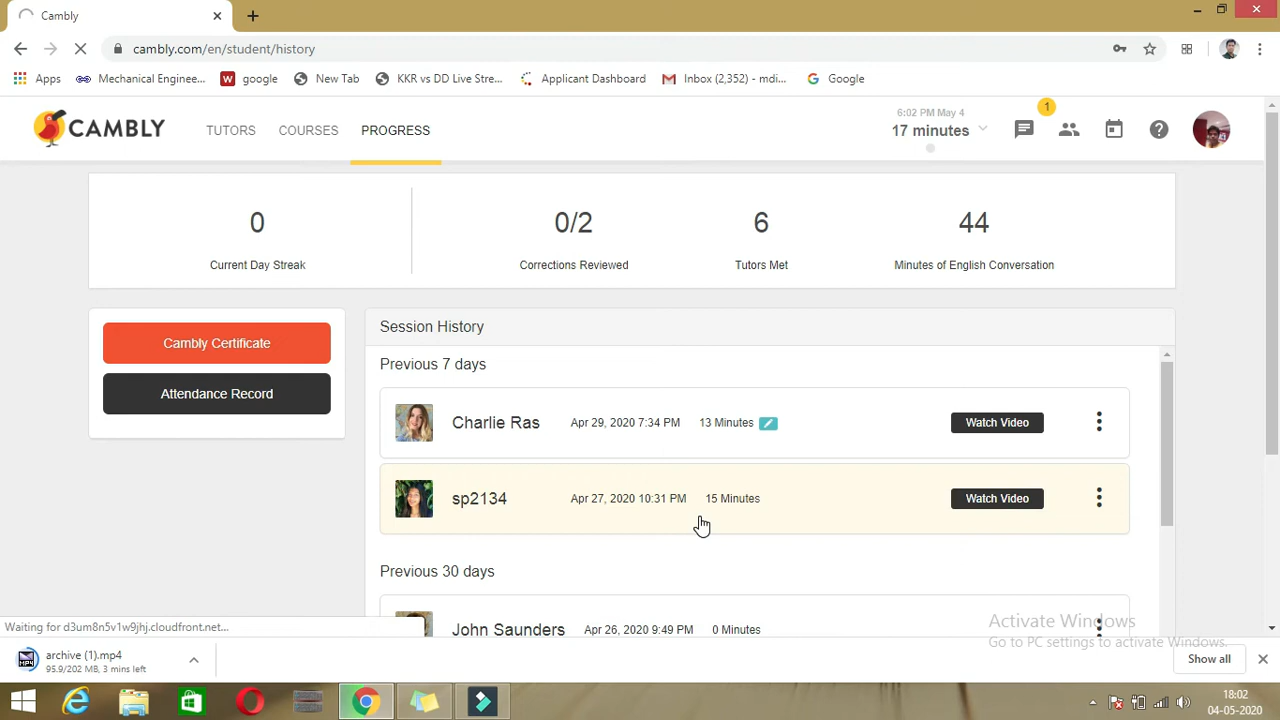 Cambly
cambly.com/en/student/history
Apps Mechanical Enginee... google New Tab KKR vs DD Live Stre... Applicant Dashboard Inbox (2,352) - mdi... Google
CAMBLY TUTORS COURSES PROGRESS
6:02 PM May 4
17 minutes
1
0 0/2 6 44
Current Day Streak Corrections Reviewed Tutors Met Minutes of English Conversation
Cambly Certificate
Attendance Record
Session History
Previous 7 days
Charlie Ras Apr 29, 2020 7:34 PM 13 Minutes Watch Video
sp2134 Apr 27, 2020 10:31 PM 15 Minutes Watch Video
Previous 30 days
John Saunders Apr 26, 2020 9:49 PM 0 Minutes
Activate Windows
Go to PC settings to activate Windows.
Waiting for d3um8n5v1w9jhj.cloudfront.net...
archive (1).mp4
95.9/202 MB, 3 mins left
Show all
18:02
04-05-2020